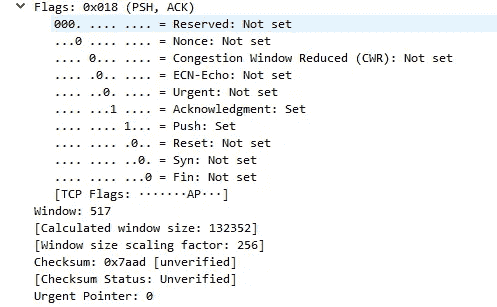 Flags: 0x018 (PSH, ACK)
000. .... .... = Reserved: Not set
...0 .... .... = Nonce: Not set
.... 0... .... = Congestion Window Reduced (CWR): Not set
.... .0.. .... = ECN-Echo: Not set
.... ..0. .... = Urgent: Not set
.... ...1 .... = Acknowledgment: Set
.... .... 1... = Push: Set
.... .... .0.. = Reset: Not set
.... .... ..0. = Syn: Not set
.... .... ...0 = Fin: Not set
[TCP Flags: ·······AP···]
Window: 517
[Calculated window size: 132352]
[Window size scaling factor: 256]
Checksum: 0x7aad [unverified]
[Checksum Status: Unverified]
Urgent Pointer: 0